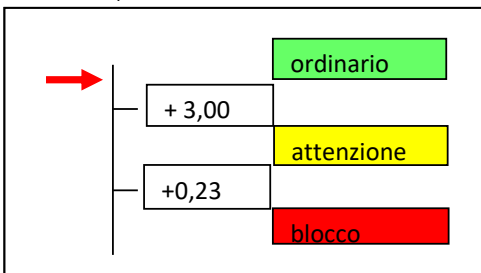 ordinario
+ 3,00
attenzione
+0,23
blocco